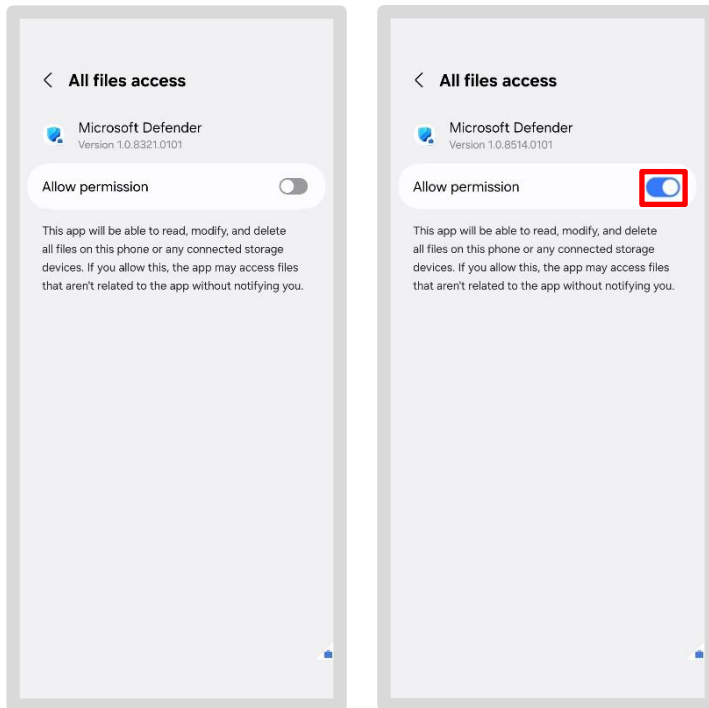 All files access
Microsoft Defender
Version 1.0.8321.0101
Allow permission
This app will be able to read, modify, and delete
all files on this phone or any connected storage
devices. If you allow this, the app may access files
that aren't related to the app without notifying you.
All files access
Microsoft Defender
Version 1.0.8514.0101
Allow permission
This app will be able to read, modify, and delete
all files on this phone or any connected storage
devices. If you allow this, the app may access files
that aren't related to the app without notifying you.